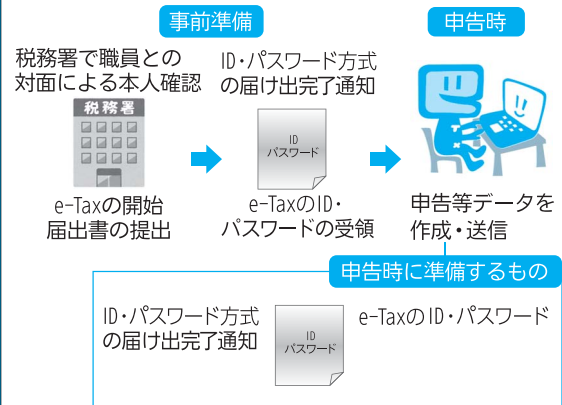 事前準備
申告時
税務署で職員との
対面による本人確認
税務署
e-Taxの開始
届出書の提出
ID・パスワード方式
の届け出完了通知
ID
パスワード
e-TaxのID・
パスワードの受領
申告等データを
作成・送信
申告時に準備するもの
ID・パスワード方式
の届け出完了通知
ID
パスワード
e-TaxのID・パスワード